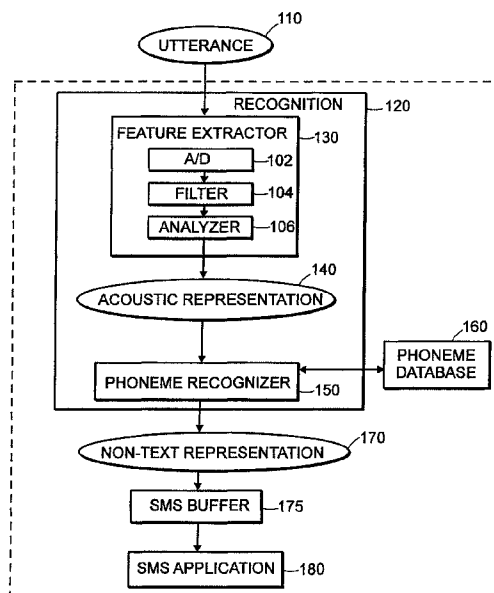 110
UTTERANCE
RECOGNITION
120
FEATURE EXTRACTOR
130
A/D
102
FILTER
104
ANALYZER
106
140
ACOUSTIC REPRESENTATION
160
PHONEME
DATABASE
PHONEME RECOGNIZER
150
170
NON-TEXT REPRESENTATION
SMS BUFFER
175
SMS APPLICATION
180